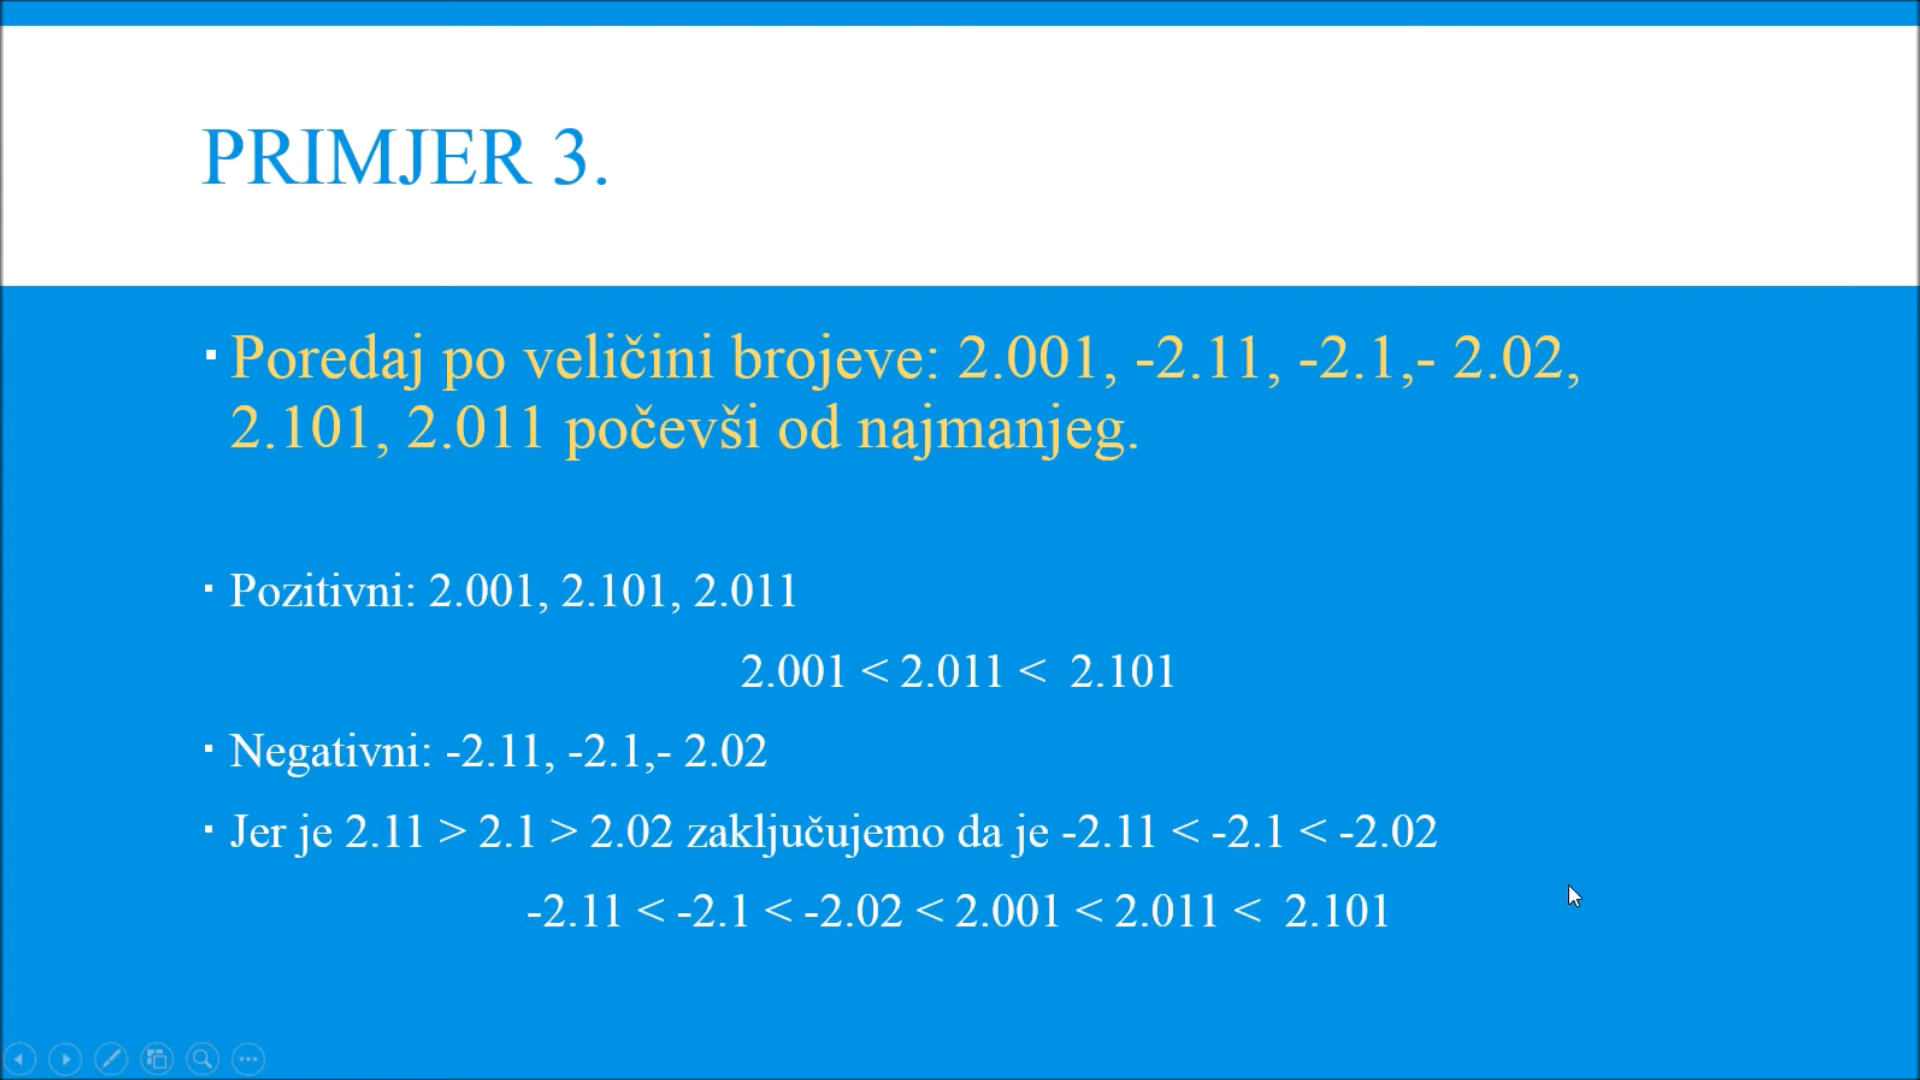 PRIMJER 3.
▪ Poredaj po veličini brojeve: 2.001, -2.11, -2.1,- 2.02,
2.101, 2.011 počevši od najmanjeg.
▪ Pozitivni: 2.001, 2.101, 2.011
2.001 < 2.011 <  2.101
▪ Negativni: -2.11, -2.1,- 2.02
▪ Jer je 2.11 > 2.1 > 2.02 zaključujemo da je -2.11 < -2.1 < -2.02
-2.11 < -2.1 < -2.02 < 2.001 < 2.011 <  2.101